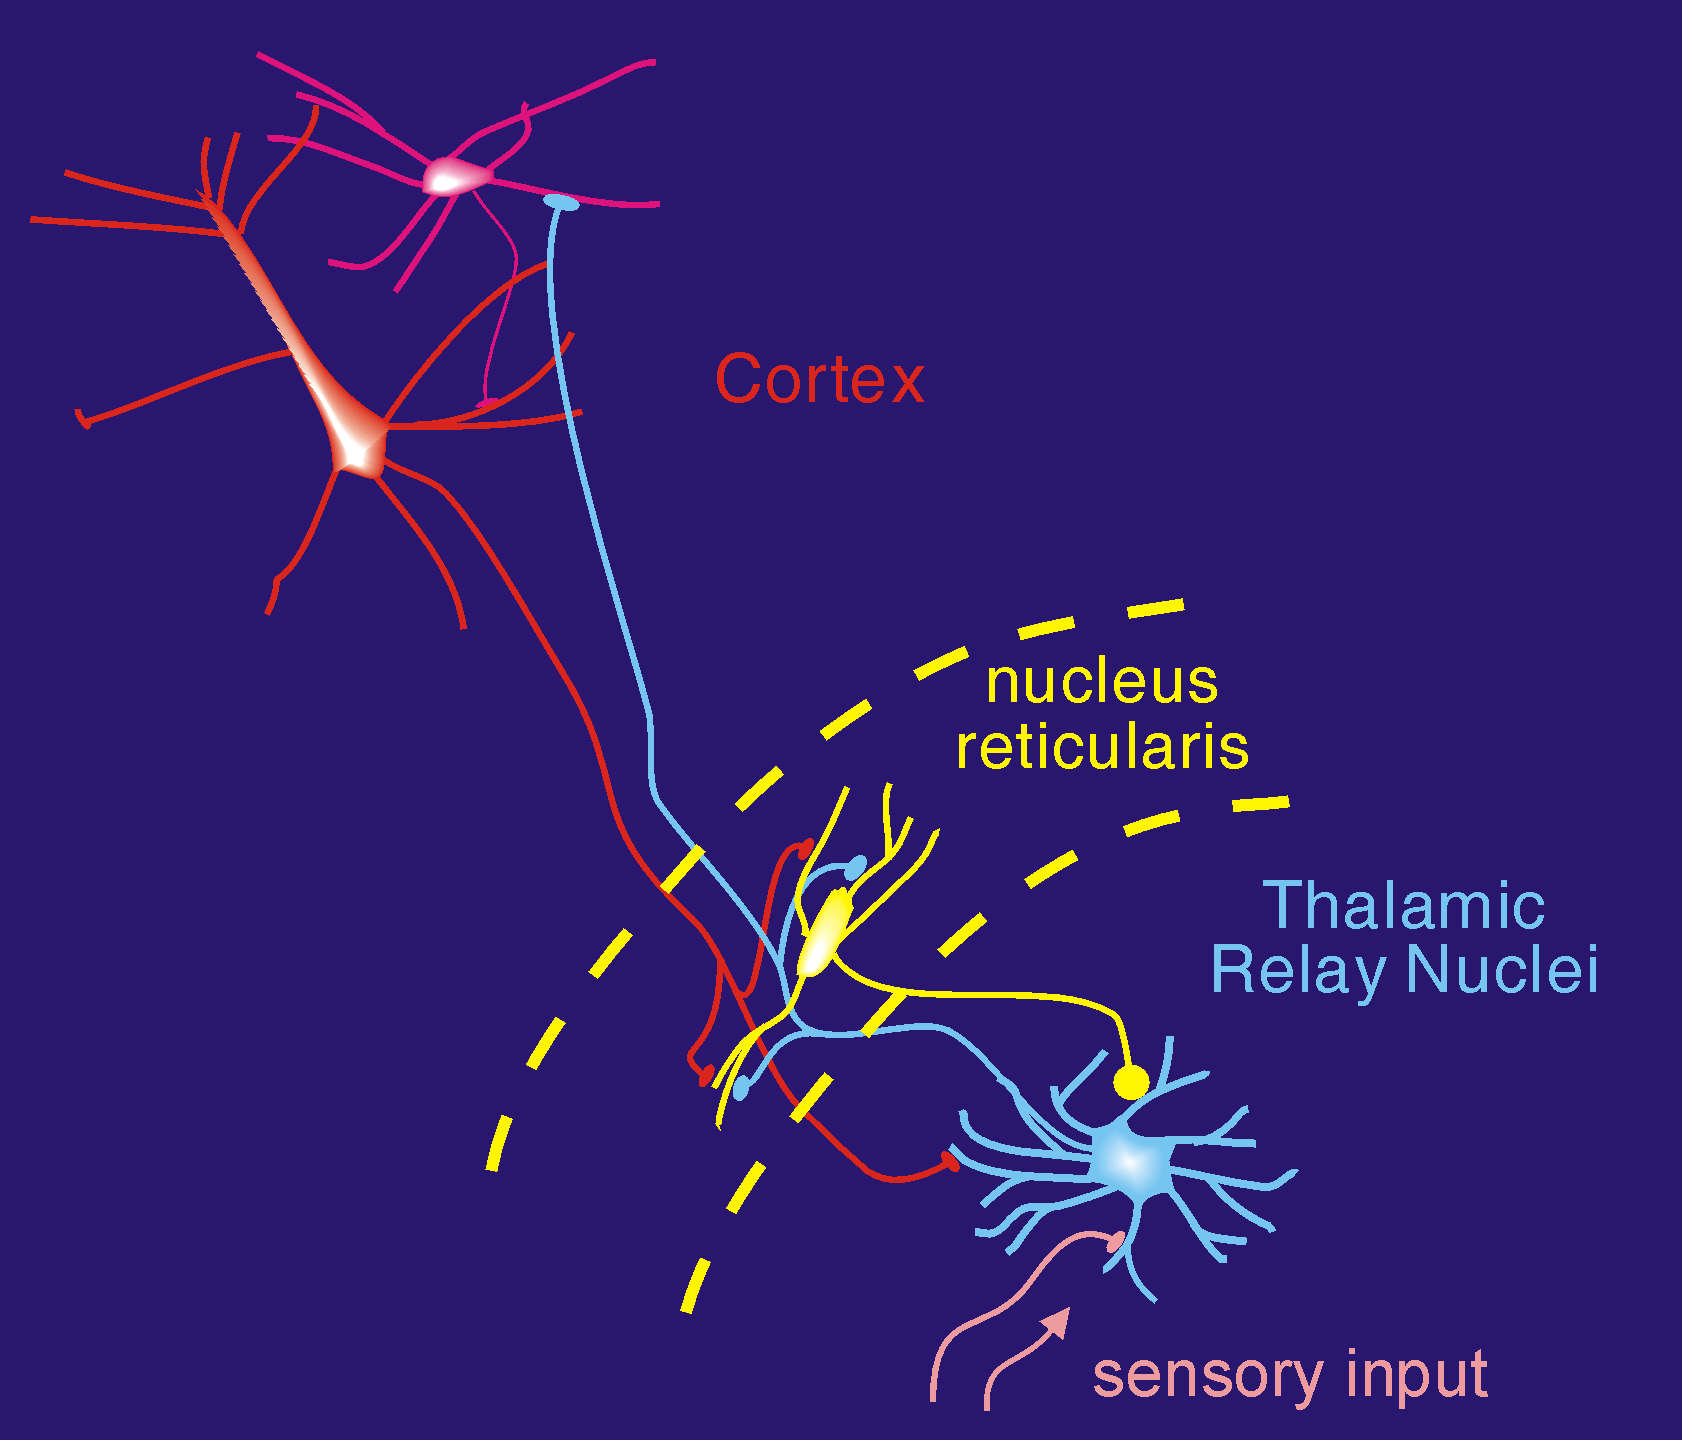 Cortex
nucleus
reticularis
Thalamic
Relay Nuclei
sensory input